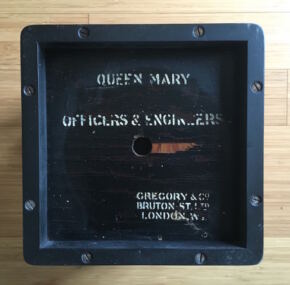 QUEEN MARY
OFFICERS & ENGINEERS
GREGORY & CO
BRUTON. ST. LTD
LONDON, W.